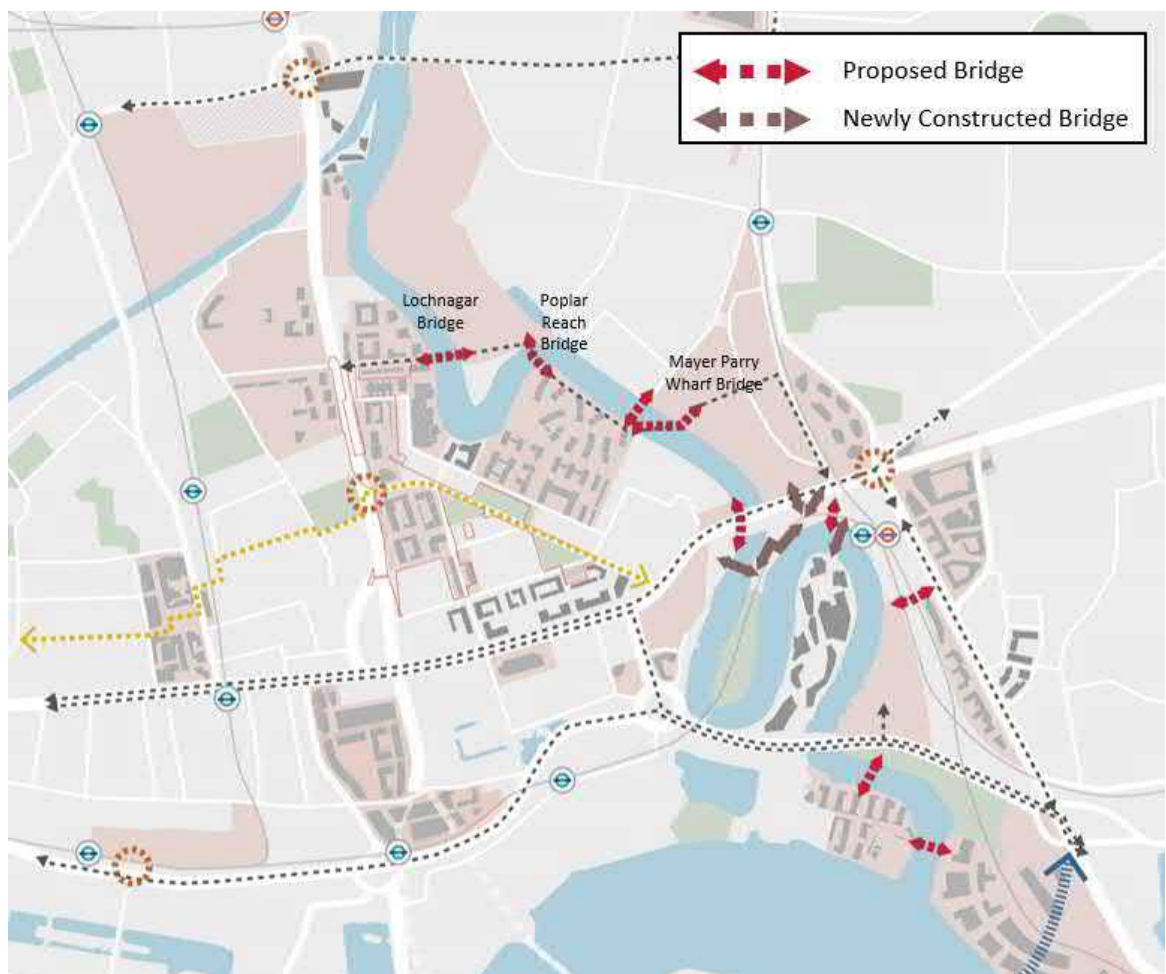 Proposed Bridge
Newly Constructed Bridge
Lochnagar
Bridge
Poplar
Reach
Bridge
Mayer Parry
Wharf Bridge